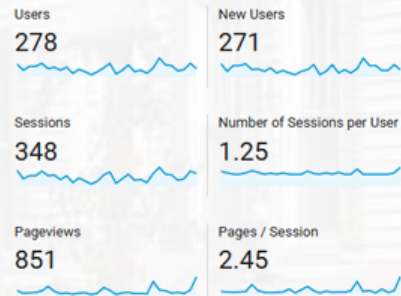 Users
New Users
278
271
Sessions
Number of Sessions per User
348
1.25
Pageviews
Pages / Session
851
2.45